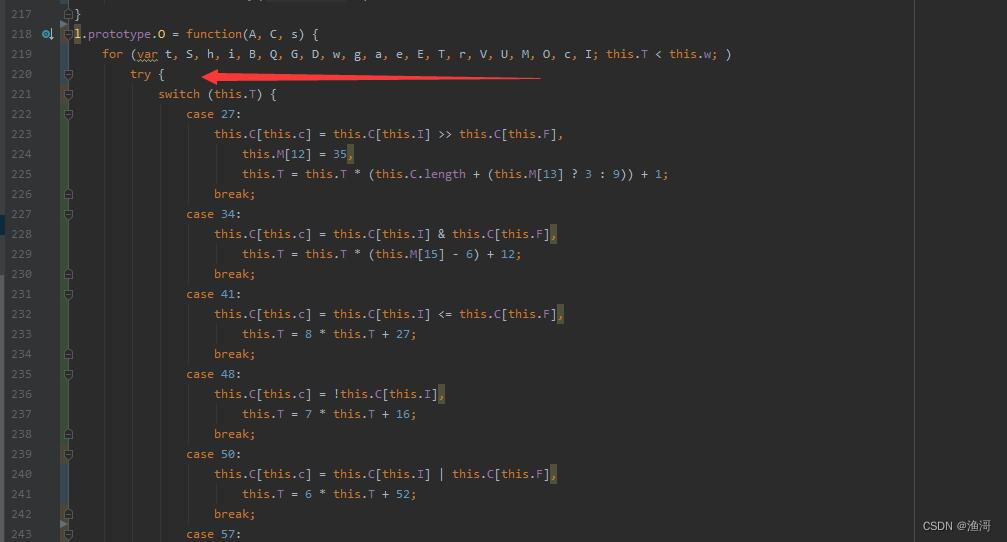 217 }
218 l.prototype.O = function(A, C, s) {
219 for (var t, S, h, i, B, Q, G, D, w, g, a, e, E, T, r, V, U, M, O, c, I; this.T < this.w; )
220 try {
221 switch (this.T) {
222 case 27:
223 this.C[this.c] = this.C[this.I] >> this.C[this.F],
224 this.M[12] = 35,
225 this.T = this.T * (this.C.length + (this.M[13] ? 3 : 9)) + 1;
226 break;
227 case 34:
228 this.C[this.c] = this.C[this.I] & this.C[this.F],
229 this.T = this.T * (this.M[15] - 6) + 12;
230 break;
231 case 41:
232 this.C[this.c] = this.C[this.I] <= this.C[this.F],
233 this.T = 8 * this.T + 27;
234 break;
235 case 48:
236 this.C[this.c] = !this.C[this.I],
237 this.T = 7 * this.T + 16;
238 break;
239 case 50:
240 this.C[this.c] = this.C[this.I] | this.C[this.F],
241 this.T = 6 * this.T + 52;
242 break;
243 case 57:
CSDN @渔哥